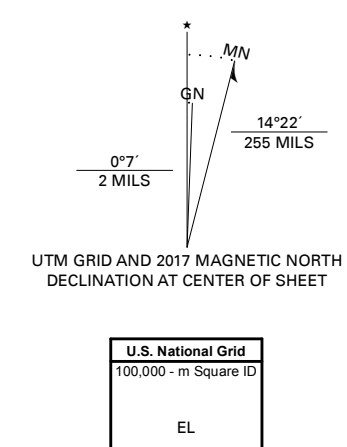 MN
GN
14°22´
255 MILS
0°7´
2 MILS
UTM GRID AND 2017 MAGNETIC NORTH
DECLINATION AT CENTER OF SHEET
U.S. National Grid
100,000 - m Square ID
EL